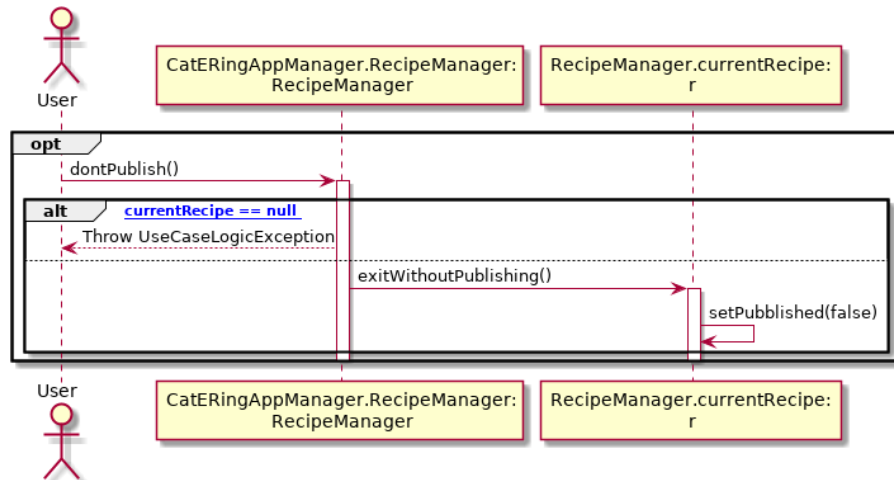 User
CatERingAppManager.RecipeManager:
RecipeManager
RecipeManager.currentRecipe:
r
opt
dontPublish()
alt
currentRecipe == null
Throw UseCaseLogicException
exitWithoutPublishing()
setPubblished(false)
User
CatERingAppManager.RecipeManager:
RecipeManager
RecipeManager.currentRecipe:
r